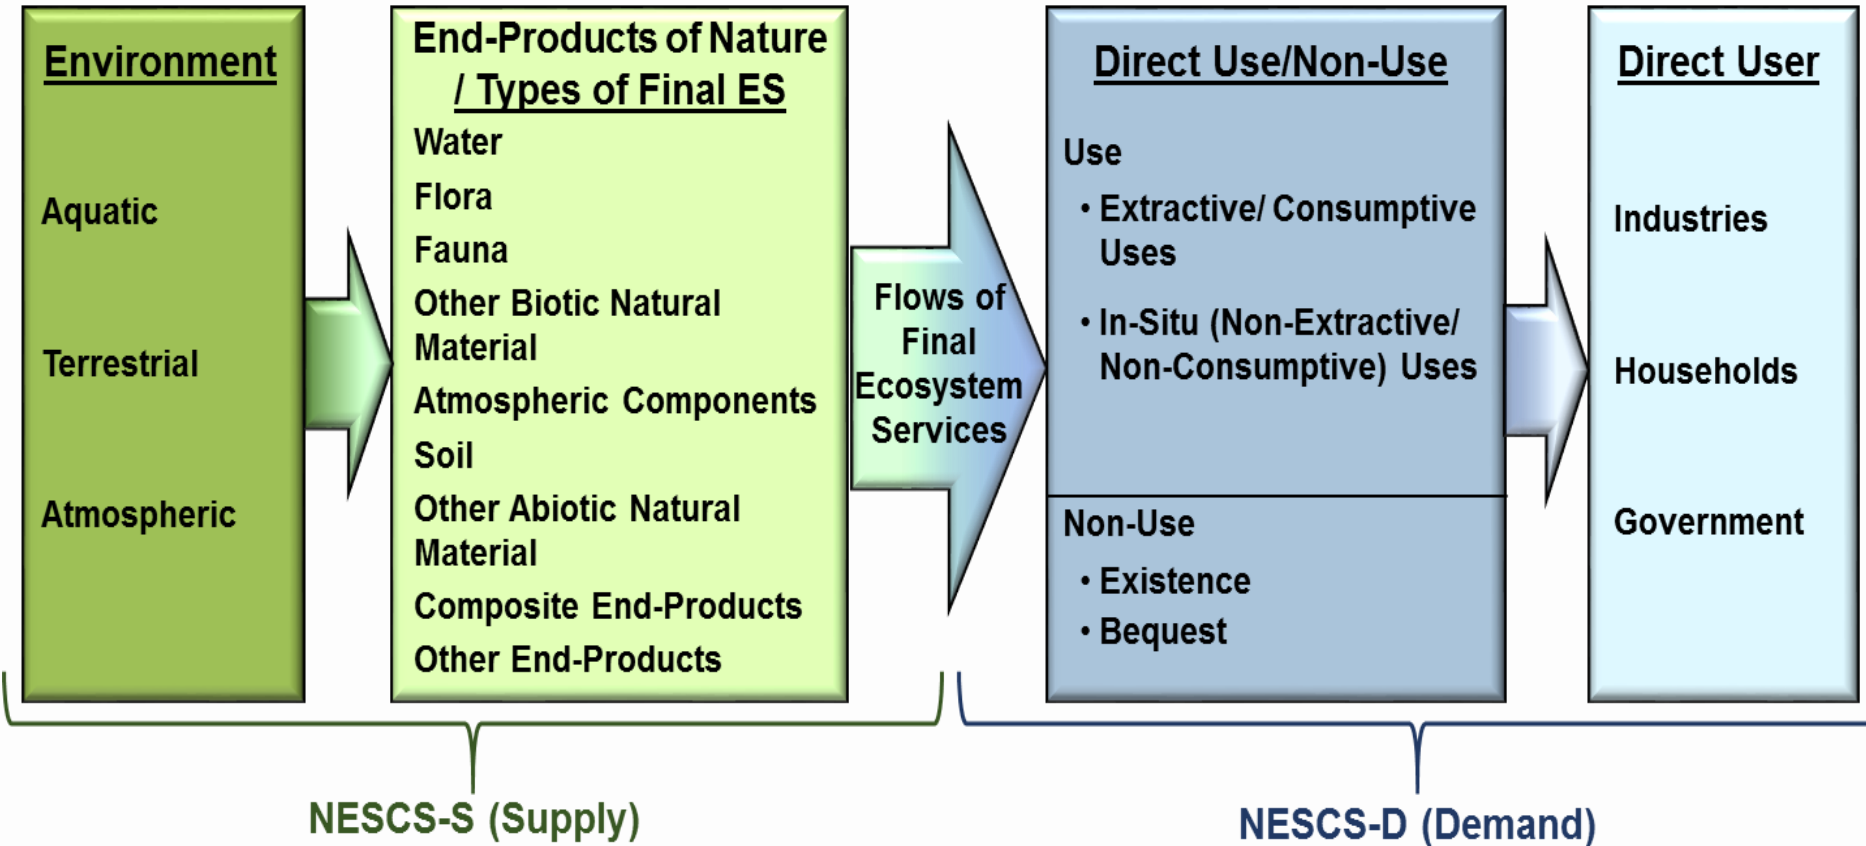 Environment
Aquatic
Terrestrial
Atmospheric
End-Products of Nature
/ Types of Final ES
Water
Flora
Fauna
Other Biotic Natural
Material
Atmospheric Components
Soil
Other Abiotic Natural
Material
Composite End-Products
Other End-Products
Flows of
Final
Ecosystem
Services
Direct Use/Non-Use
Use
• Extractive/ Consumptive
Uses
• In-Situ (Non-Extractive/
Non-Consumptive) Uses
Non-Use
• Existence
• Bequest
Direct User
Industries
Households
Government
NESCS-S (Supply)
NESCS-D (Demand)